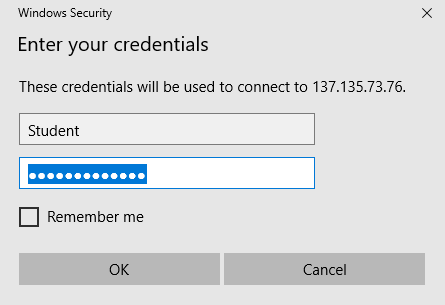 Windows Security
Enter your credentials
These credentials will be used to connect to 137.135.73.76.
Student
●●●●●●●●●●●●●
Remember me
OK Cancel